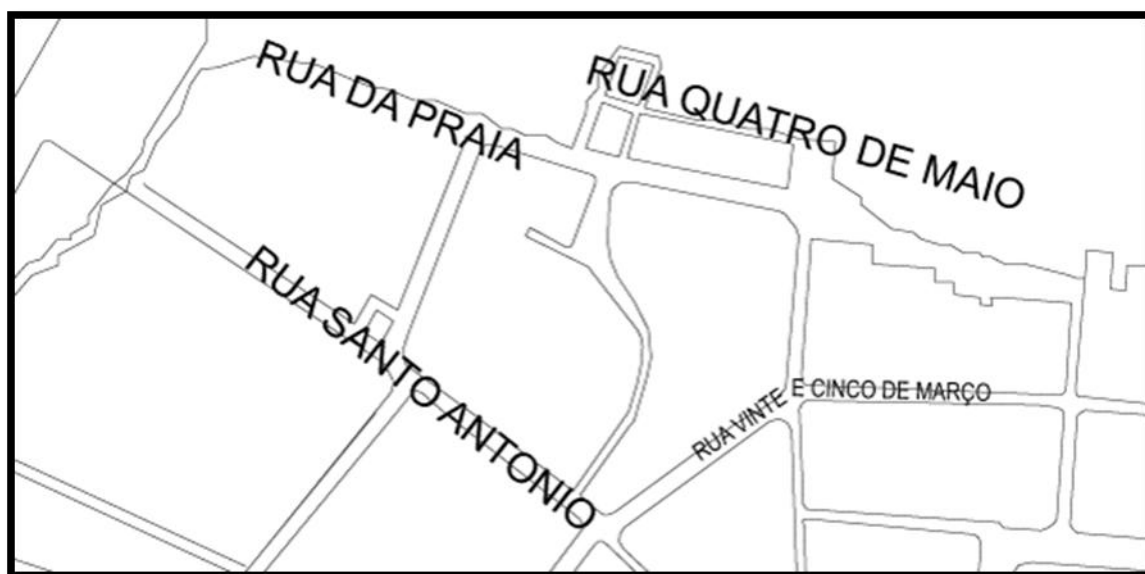 RUA DA PRAIA
RUA QUATRO DE MAIO
RUA SANTO ANTONIO
RUA VINTE E CINCO DE MARÇO